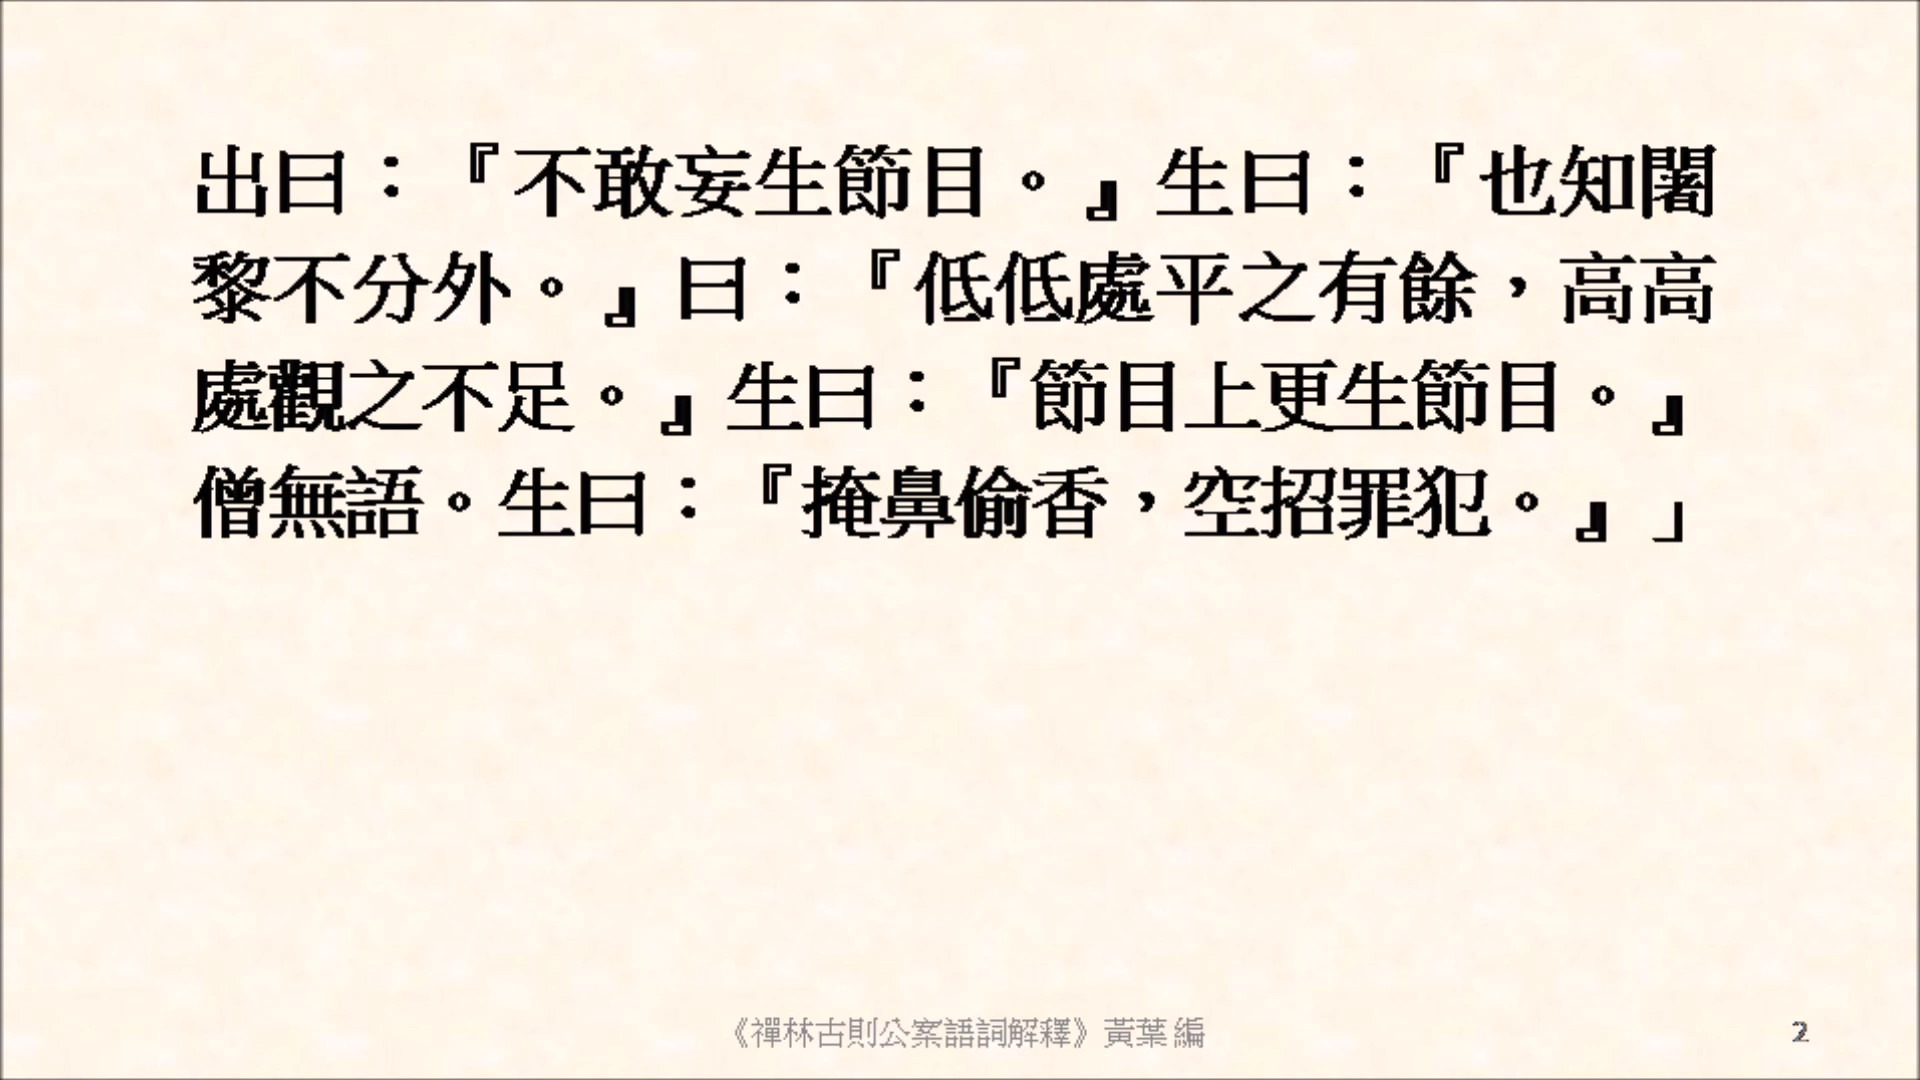 出曰：『不敢妄生節目。』生曰：『也知闍
黎不分外。』曰：『低低處平之有餘，高高
處觀之不足。』生曰：『節目上更生節目。』
僧無語。生曰：『掩鼻偷香，空招罪犯。』」
《禪林古則公案語詞解釋》黃葉 編
2